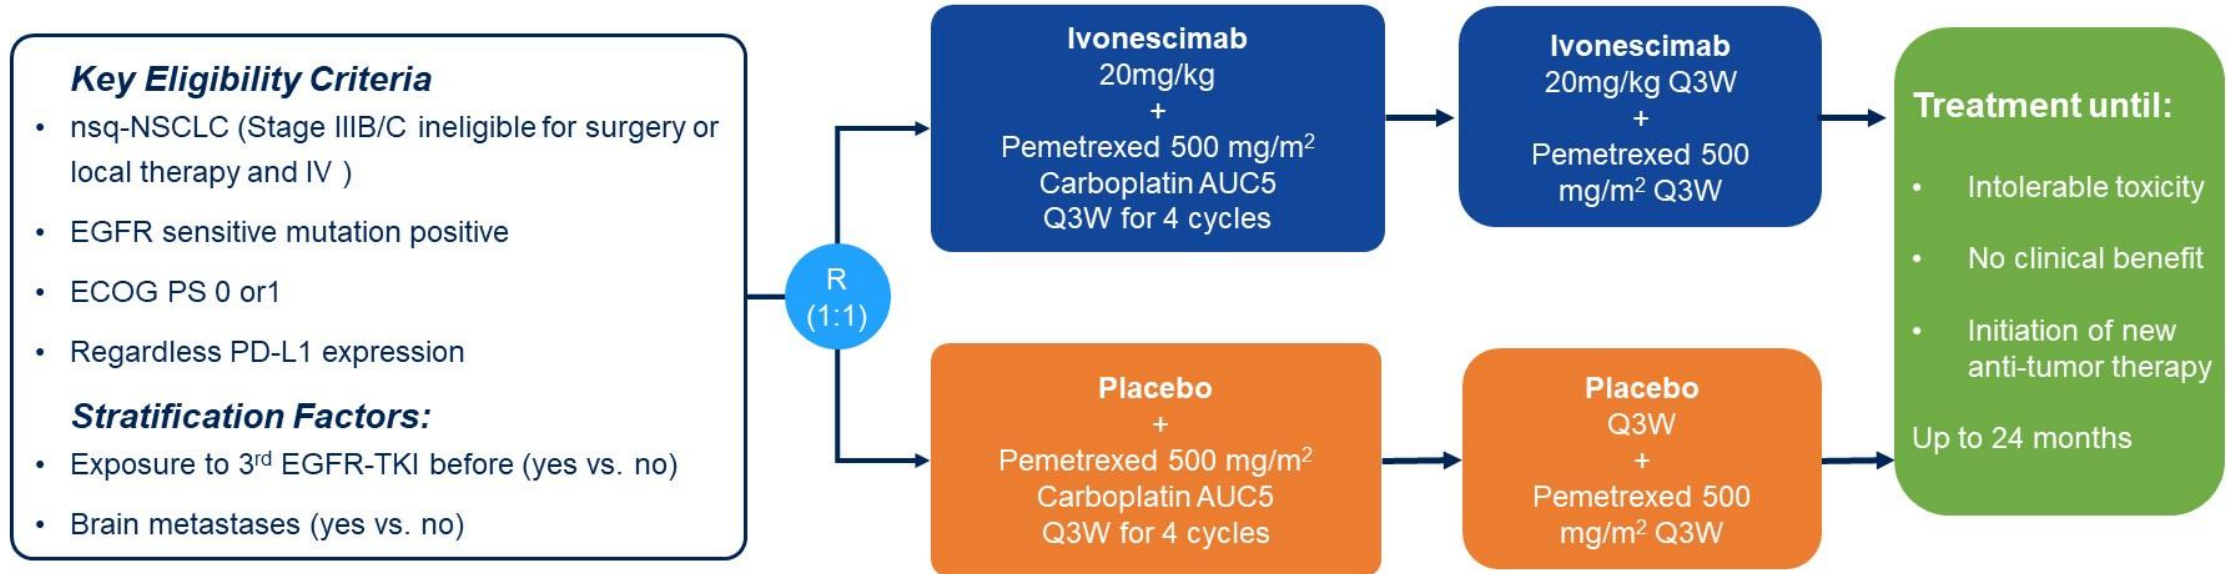 Key Eligibility Criteria
• nsq-NSCLC (Stage IIIB/C ineligible for surgery or
local therapy and IV )
• EGFR sensitive mutation positive
• ECOG PS 0 or1
• Regardless PD-L1 expression
Stratification Factors:
• Exposure to 3rd EGFR-TKI before (yes vs. no)
• Brain metastases (yes vs. no)
R
(1:1)
Ivonescimab
20mg/kg
+
Pemetrexed 500 mg/m²
Carboplatin AUC5
Q3W for 4 cycles
Ivonescimab
20mg/kg Q3W
+
Pemetrexed 500
mg/m² Q3W
Placebo
+
Pemetrexed 500 mg/m²
Carboplatin AUC5
Q3W for 4 cycles
Placebo
Q3W
+
Pemetrexed 500
mg/m² Q3W
Treatment until:
• Intolerable toxicity
• No clinical benefit
• Initiation of new
anti-tumor therapy
Up to 24 months